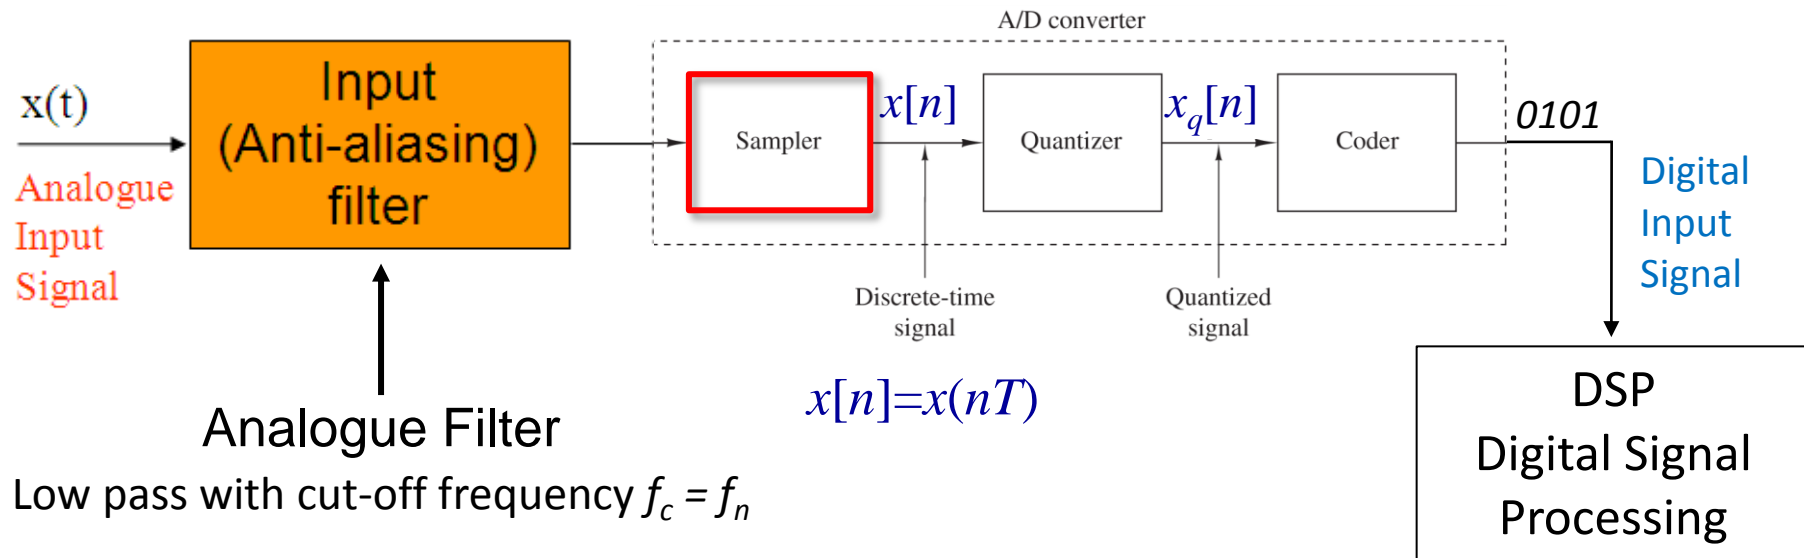 A/D converter
x(t)
Analogue
Input
Signal
Input
(Anti-aliasing)
filter
Sampler
x[n]
Quantizer
x_q[n]
Coder
0101
Digital
Input
Signal
Discrete-time
signal
Quantized
signal
x[n]=x(nT)
Analogue Filter
Low pass with cut-off frequency f_c = f_n
DSP
Digital Signal
Processing